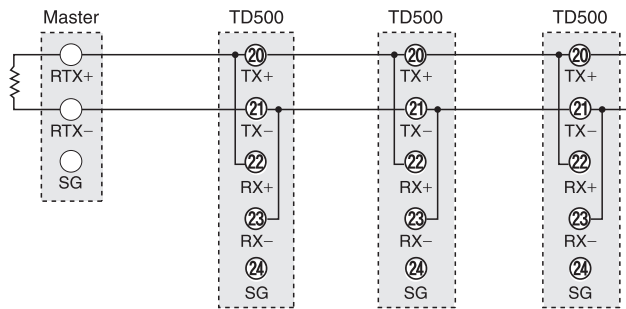 Master
RTX+
RTX−
SG
TD500
⑳
TX+
㉑
TX−
㉒
RX+
㉓
RX−
㉔
SG
TD500
⑳
TX+
㉑
TX−
㉒
RX+
㉓
RX−
㉔
SG
TD500
⑳
TX+
㉑
TX−
㉒
RX+
㉓
RX−
㉔
SG